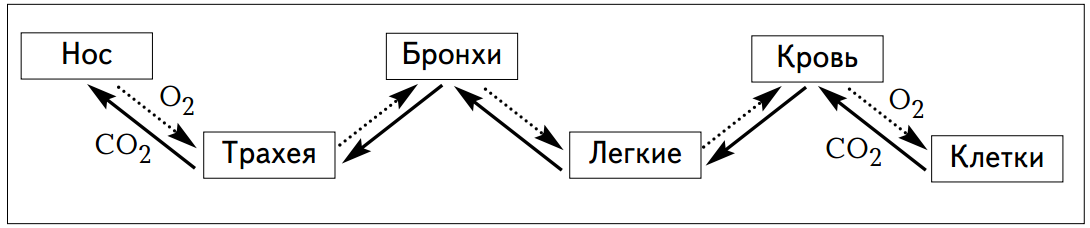 Нос
Бронхи
Кровь
O₂
CO₂
Трахея
Легкие
O₂
CO₂
Клетки